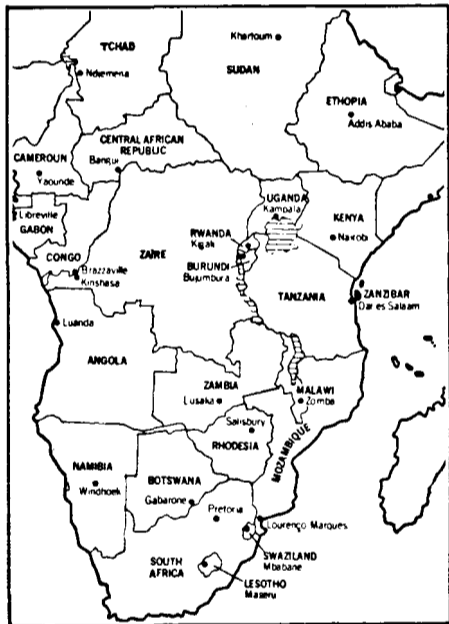 TCHAD
Ndjemena
Khartoum
SUDAN
ETHOPIA
Addis Ababa
CENTRAL AFRICAN
REPUBLIC
Bangui
CAMEROUN
Yaounde
Libreville
GABON
CONGO
Brazzaville
Kinshasa
ZAÏRE
UGANDA
Kampala
KENYA
Nairobi
RWANDA
Kigali
BURUNDI
Bujumbura
TANZANIA
ZANZIBAR
Dar es Salaam
Luanda
ANGOLA
ZAMBIA
Lusaka
MALAWI
Zomba
Salisbury
RHODESIA
MOZAMBIQUE
NAMIBIA
Windhoek
BOTSWANA
Gabarone
Pretoria
Lourenço Marques
SWAZILAND
Mbabane
SOUTH
AFRICA
LESOTHO
Maseru